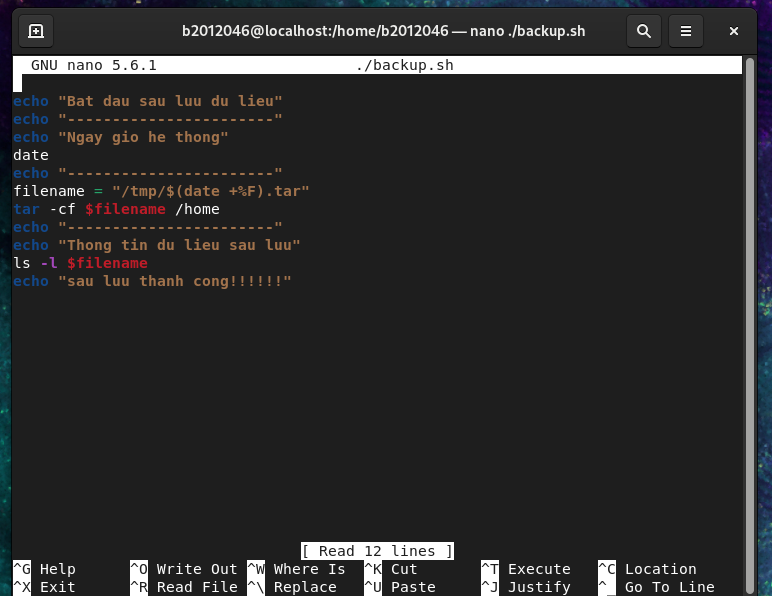 b2012046@localhost:/home/b2012046 — nano ./backup.sh
GNU nano 5.6.1 ./backup.sh
echo "Bat dau sau luu du lieu"
echo "-----------------------"
echo "Ngay gio he thong"
date
echo "-----------------------"
filename = "/tmp/$(date +%F).tar"
tar -cf $filename /home
echo "-----------------------"
echo "Thong tin du lieu sau luu"
ls -l $filename
echo "sau luu thanh cong!!!!!!"
[ Read 12 lines ]
^G Help ^O Write Out ^W Where Is ^K Cut ^T Execute ^C Location
^X Exit ^R Read File ^\ Replace ^U Paste ^J Justify ^_ Go To Line